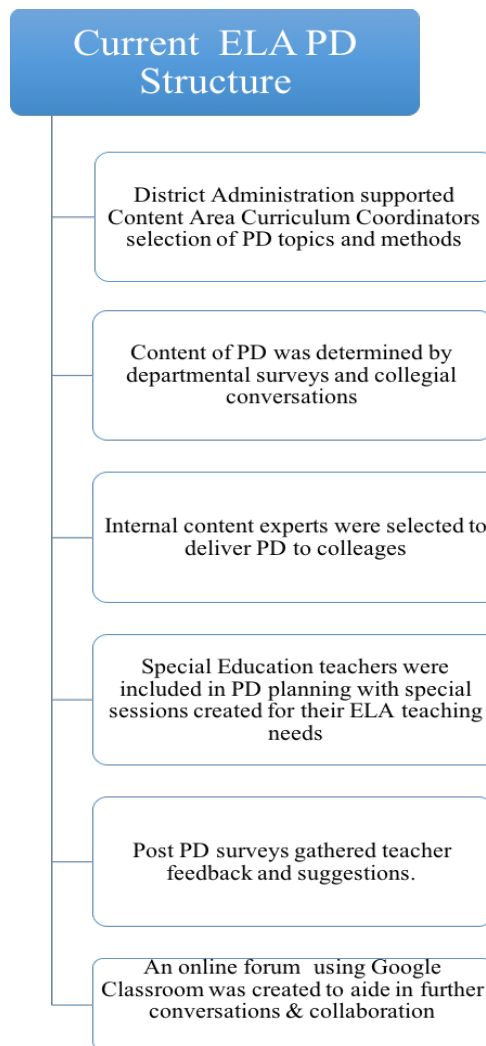 Current ELA PD
Structure
District Administration supported
Content Area Curriculum Coordinators
selection of PD topics and methods
Content of PD was determined by
departmental surveys and collegial
conversations
Internal content experts were selected to
deliver PD to colleages
Special Education teachers were
included in PD planning with special
sessions created for their ELA teaching
needs
Post PD surveys gathered teacher
feedback and suggestions.
An online forum using Google
Classroom was created to aide in further
conversations & collaboration